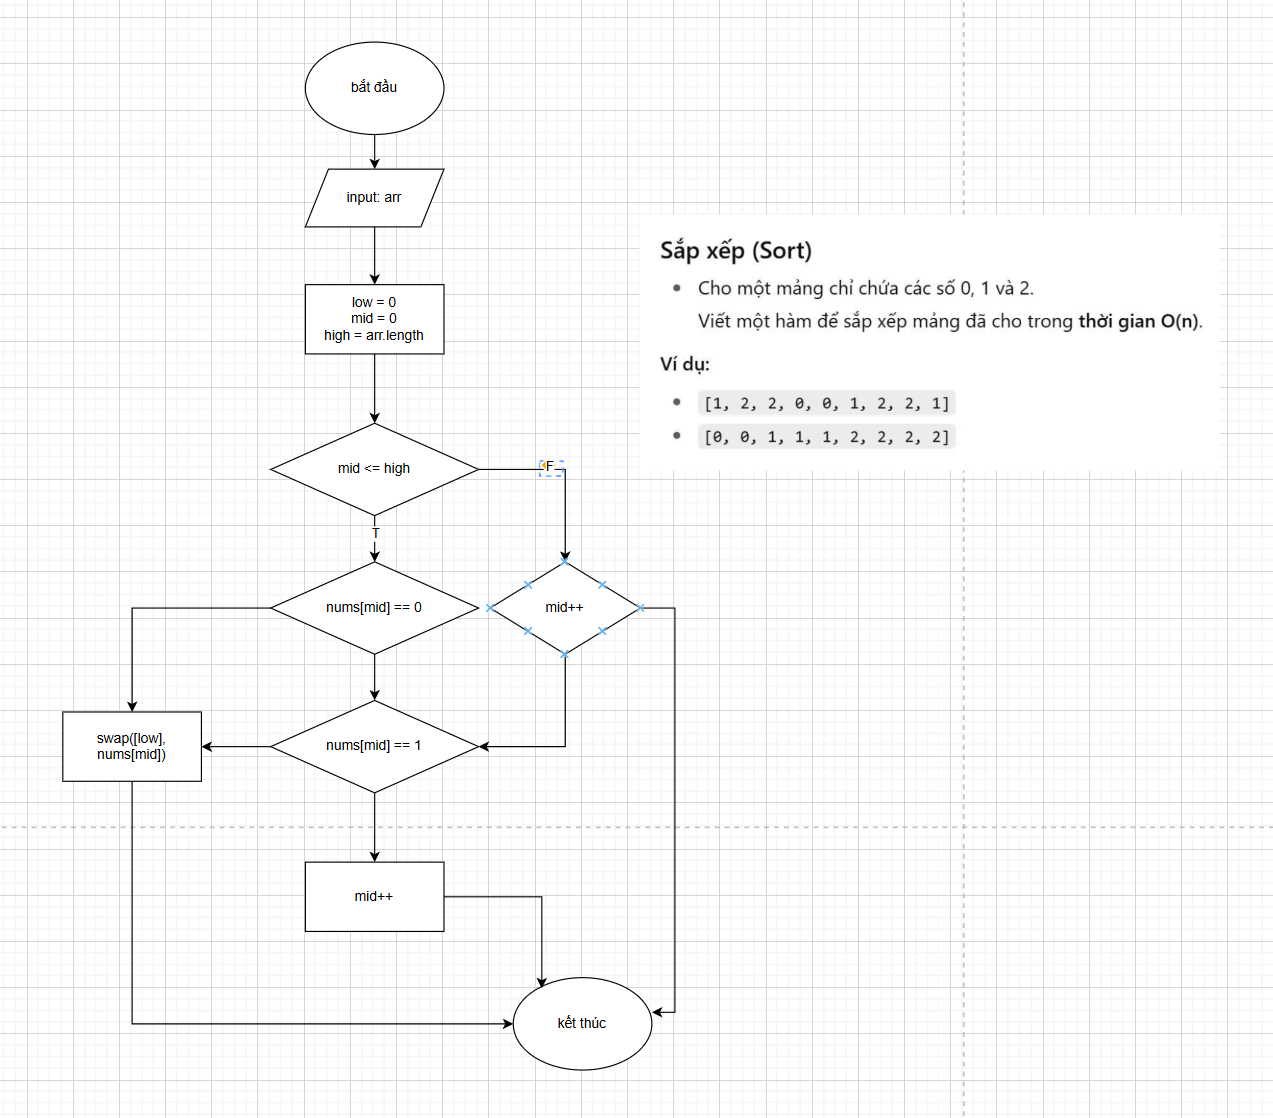 bắt đầu
input: arr
low = 0
mid = 0
high = arr.length
mid <= high
F
T
nums[mid] == 0
mid++
swap([low],
nums[mid])
nums[mid] == 1
mid++
kết thúc
Sắp xếp (Sort)
Cho một mảng chỉ chứa các số 0, 1 và 2.
Viết một hàm để sắp xếp mảng đã cho trong thời gian O(n).
Ví dụ:
[1, 2, 2, 0, 0, 1, 2, 2, 1]
[0, 0, 1, 1, 1, 2, 2, 2, 2]